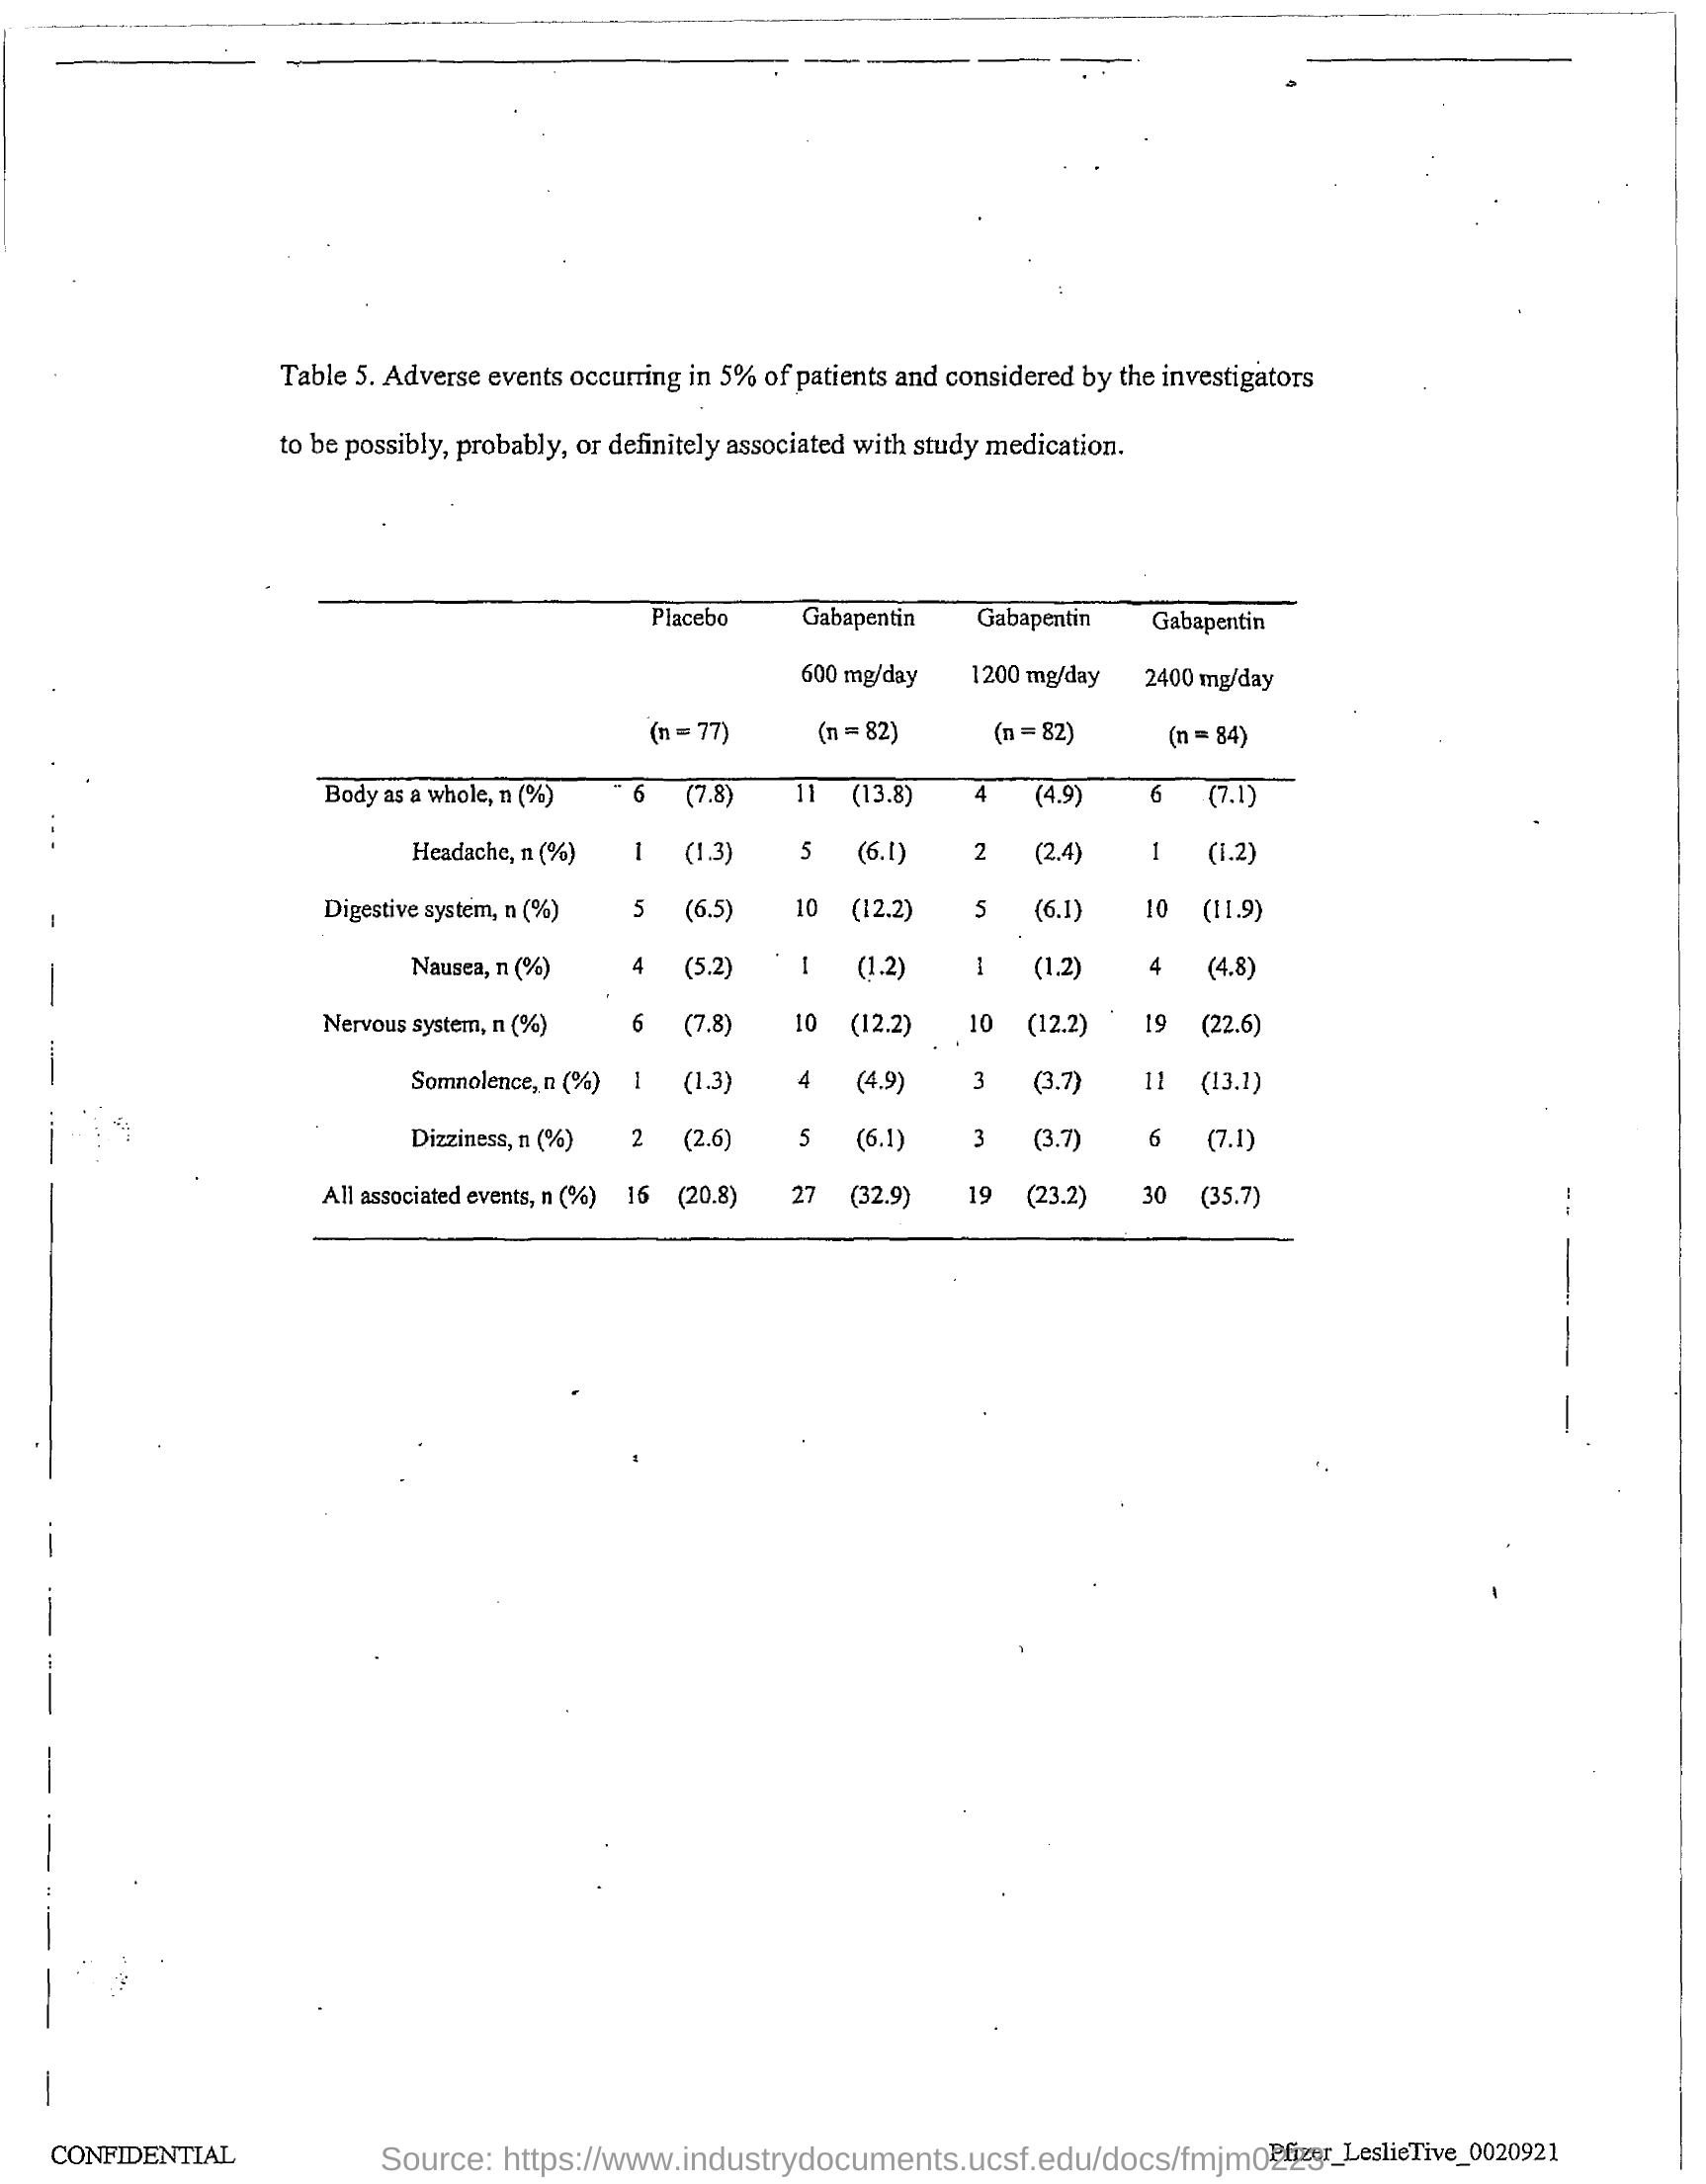 Table 5. Adverse events occurring in 5% of patients and considered by the investigators
to be possibly, probably, or definitely associated with study medication.
Placebo Gabapentin Gabapentin Gabapentin
600 mg/day 1200 mg/day 2400 mg/day
(n = 77) (n = 82) (n = 82) (n = 84)
Body as a whole, n (%) 6 (7.8) 11 (13.8) 4 (4.9) 6 (7.1)
Headache, n (%) 1 (1.3) 5 (6.1) 2 (2.4) 1 (1.2)
Digestive system, n (%) 5 (6.5) 10 (12.2) 5 (6.1) 10 (11.9)
Nausea, n (%) 4 (5.2) 1 (1.2) 1 (1.2) 4 (4.8)
Nervous system, n (%) 6 (7.8) 10 (12.2) 10 (12.2) 19 (22.6)
Somnolence, n (%) 1 (1.3) 4 (4.9) 3 (3.7) 11 (13.1)
Dizziness, n (%) 2 (2.6) 5 (6.1) 3 (3.7) 6 (7.1)
All associated events, n (%) 16 (20.8) 27 (32.9) 19 (23.2) 30 (35.7)
CONFIDENTIAL
Source: https://www.industrydocuments.ucsf.edu/docs/fmjm0223
Pfizer_LeslieTive_0020921